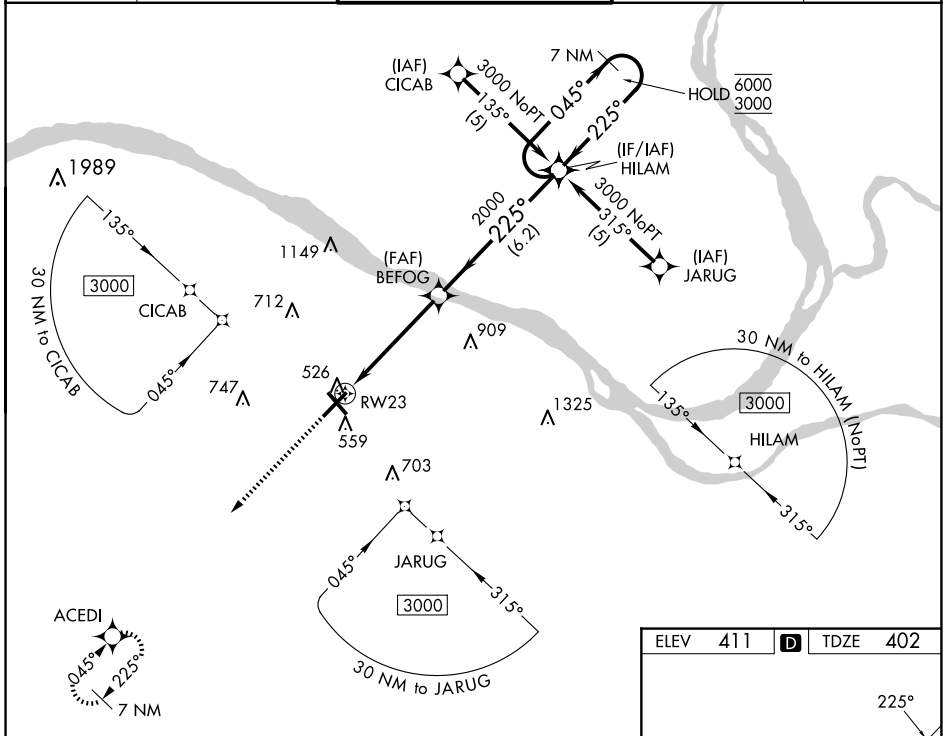 (IAF)
CICAB
3000 NoPT
135°
(5)
7 NM
045°
225°
HOLD
6000
3000
(IF/IAF)
HILAM
1989
2000
225°
(6.2)
3000 NoPT
315°
(5)
(IAF)
JARUG
1149
(FAF)
BEFOG
135°
3000
CICAB
30 NM to CICAB
045°
712
909
747
526
RW23
559
1325
703
30 NM to HILAM (NoPT)
135°
3000
HILAM
315°
JARUG
045°
3000
315°
30 NM to JARUG
ACEDI
045°
225°
7 NM
ELEV 411 D TDZE 402
225°